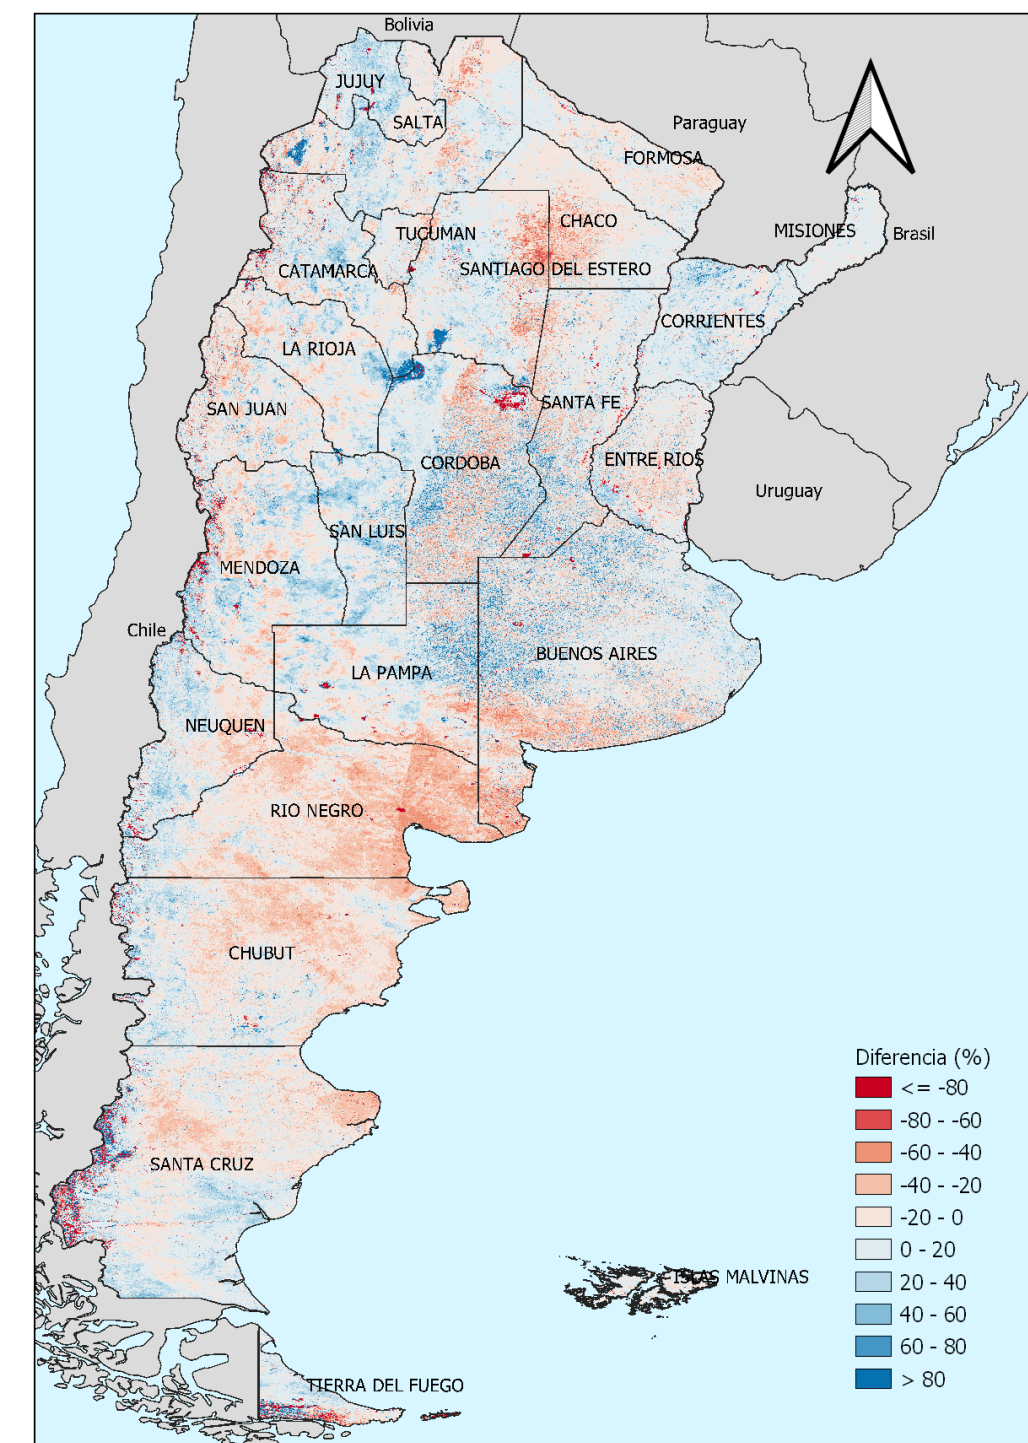 Bolivia
JUJUY
SALTA
Paraguay
FORMOSA
CHACO
MISIONES
Brasil
TUCUMAN
SANTIAGO DEL ESTERO
CATAMARCA
CORRIENTES
LA RIOJA
SAN JUAN
SANTA FE
CORDOBA
ENTRE RIOS
Uruguay
SAN LUIS
MENDOZA
Chile
BUENOS AIRES
LA PAMPA
NEUQUEN
RIO NEGRO
CHUBUT
SANTA CRUZ
Diferencia (%)
<= -80
-80 - -60
-60 - -40
-40 - -20
-20 - 0
0 - 20
20 - 40
40 - 60
60 - 80
> 80
ISLAS MALVINAS
TIERRA DEL FUEGO